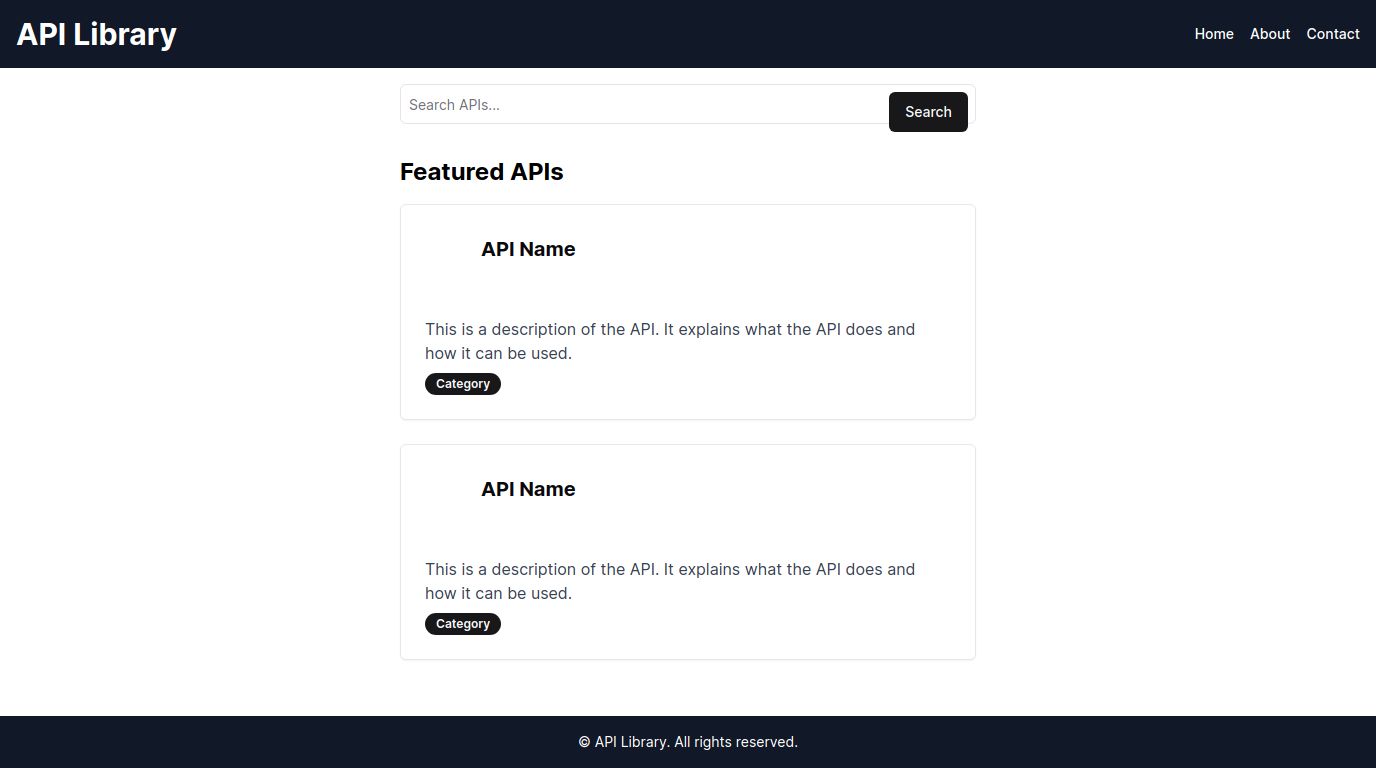 API Library
Home About Contact
Search APIs...
Search
Featured APIs
API Name
This is a description of the API. It explains what the API does and
how it can be used.
Category
API Name
This is a description of the API. It explains what the API does and
how it can be used.
Category
© API Library. All rights reserved.